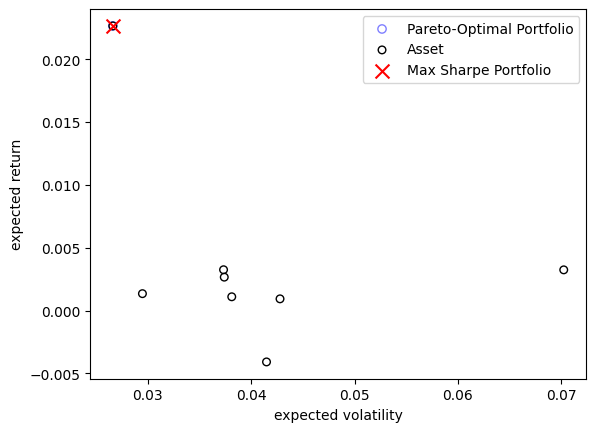 0.020
0.015
0.010
0.005
0.000
−0.005
expected return
Pareto-Optimal Portfolio
Asset
Max Sharpe Portfolio
0.03 0.04 0.05 0.06 0.07
expected volatility